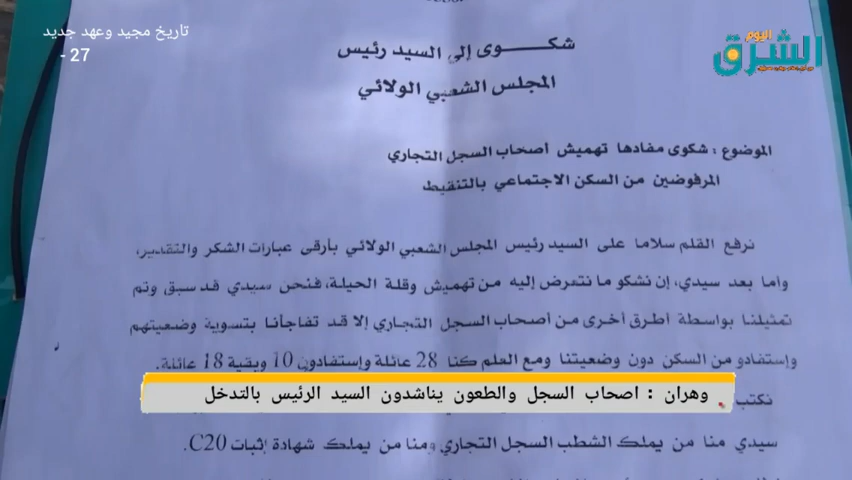 تاريخ مجيد وعهد جديد
27 -
اليوم
الشرق
شكوى إلى السيد رئيس
المجلس الشعبي الولائي
الموضوع : شكوى مفادها تهميش أصحاب السجل التجاري
المرفوضين من السكن الاجتماعي بالتنقيط
نرفع القلم سلاما على السيد رئيس المجلس الشعبي الولائي بأرقى عبارات الشكر والتقدير،
وأما بعد سيدي، إن نشكو ما نتعرض إليه من تهميش وقلة الحيلة، فنحن سيدي قد سبق وتم
تمثيلنا بواسطة أطرق أخرى من أصحاب السجل التجاري إلا قد تفاجأنا بتسوية وضعيتهم
وإستفادو من السكن دون وضعيتنا ومع العلم كنا 28 عائلة وإستفادون 10 وبقية 18 عائلة.
نكتب
وهران : اصحاب السجل والطعون يناشدون السيد الرئيس بالتدخل
سيدي منا من يملك الشطب السجل التجاري ومنا من يملك شهادة إثبات C20.